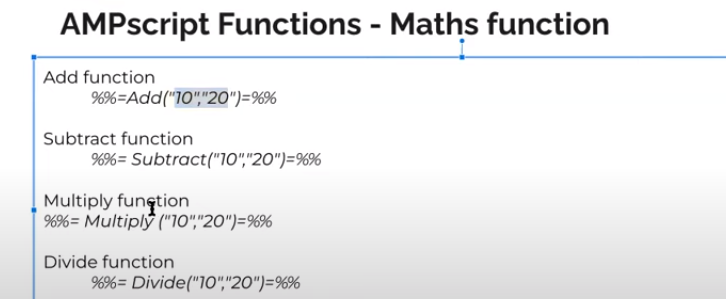 AMPscript Functions - Maths function
Add function
%%=Add("10","20")=%%
Subtract function
%%= Subtract("10","20")=%%
Multiply function
%%= Multiply ("10","20")=%%
Divide function
%%= Divide("10","20")=%%